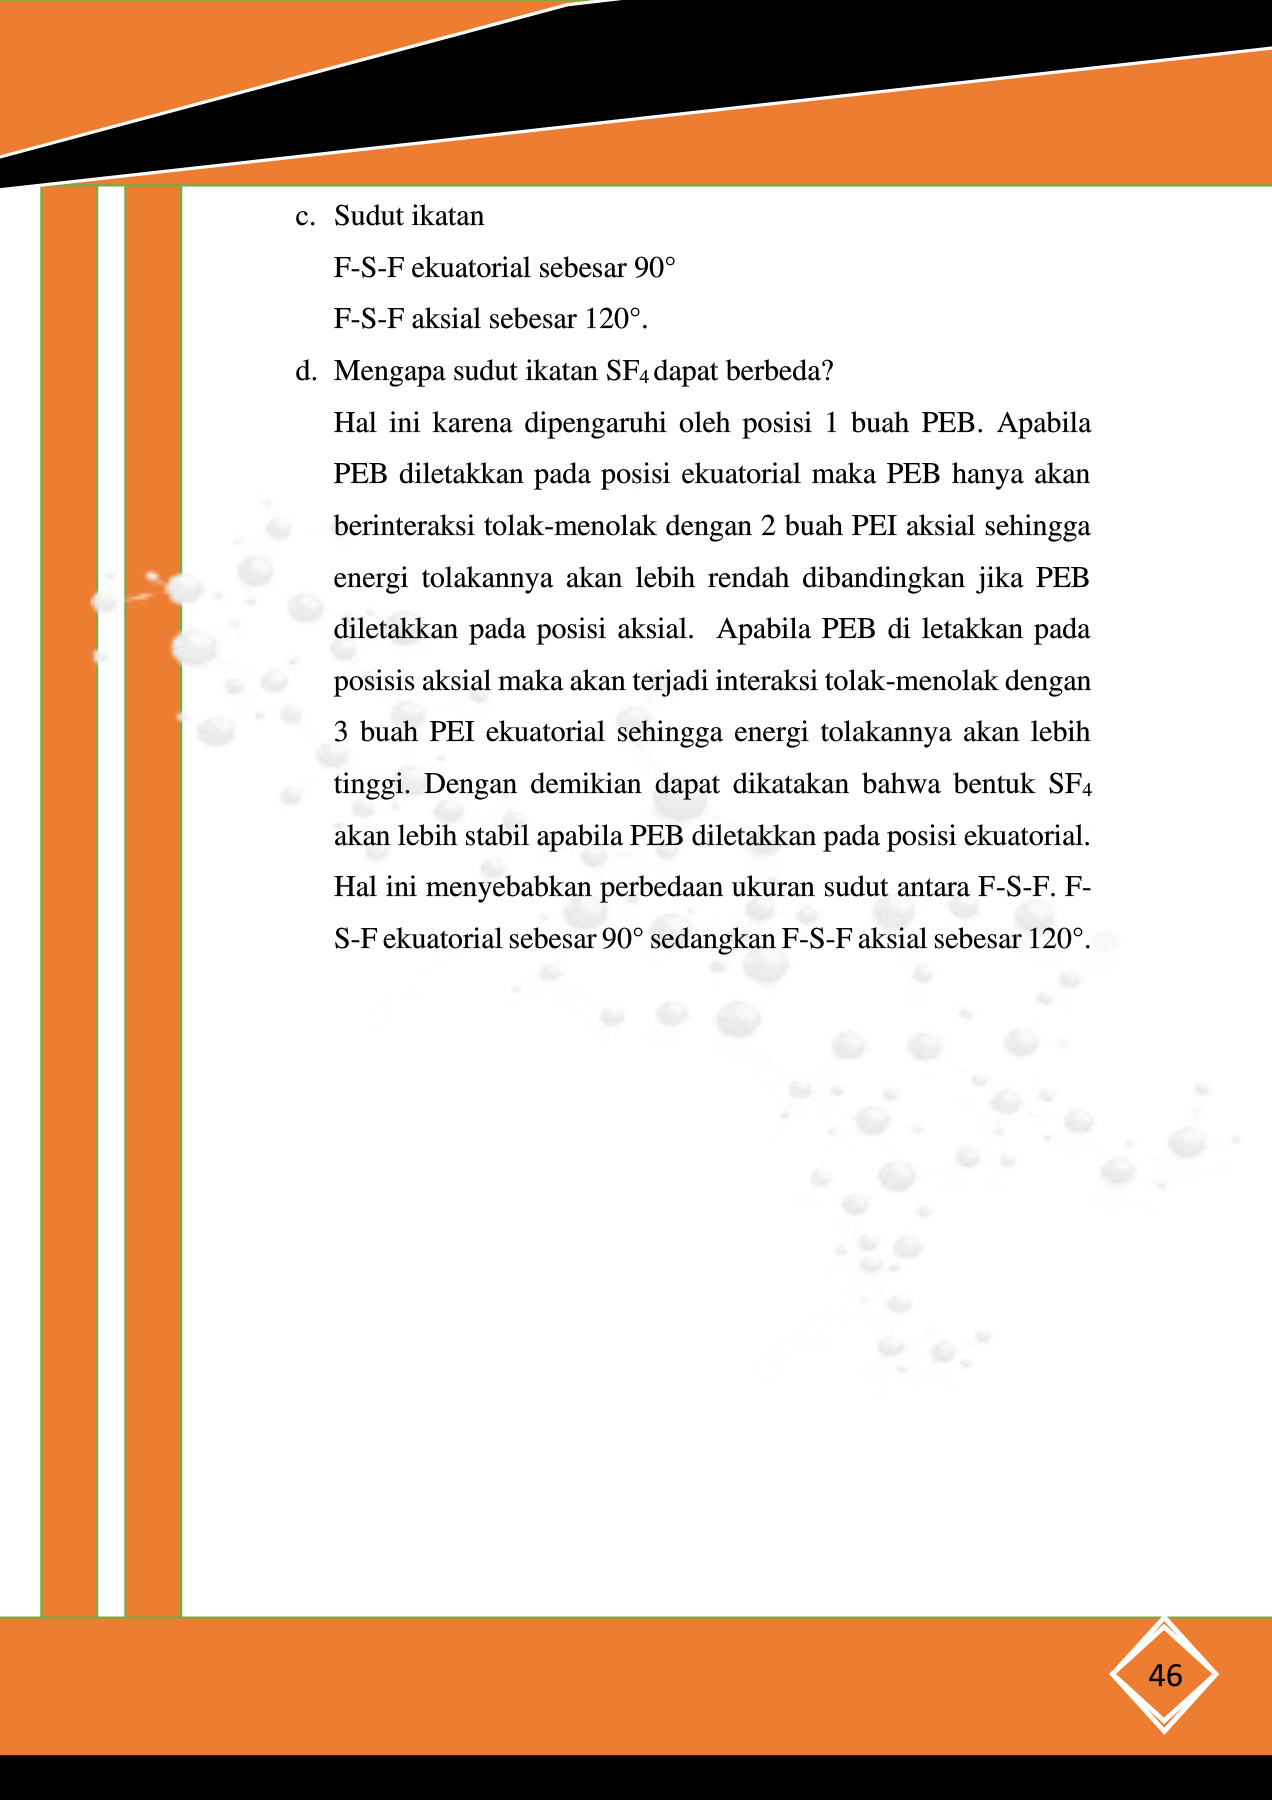 c. Sudut ikatan
F-S-F ekuatorial sebesar 90°
F-S-F aksial sebesar 120°.
d. Mengapa sudut ikatan SF₄ dapat berbeda?
Hal ini karena dipengaruhi oleh posisi 1 buah PEB. Apabila
PEB diletakkan pada posisi ekuatorial maka PEB hanya akan
berinteraksi tolak-menolak dengan 2 buah PEI aksial sehingga
energi tolakannya akan lebih rendah dibandingkan jika PEB
diletakkan pada posisi aksial. Apabila PEB di letakkan pada
posisis aksial maka akan terjadi interaksi tolak-menolak dengan
3 buah PEI ekuatorial sehingga energi tolakannya akan lebih
tinggi. Dengan demikian dapat dikatakan bahwa bentuk SF₄
akan lebih stabil apabila PEB diletakkan pada posisi ekuatorial.
Hal ini menyebabkan perbedaan ukuran sudut antara F-S-F. F-
S-F ekuatorial sebesar 90° sedangkan F-S-F aksial sebesar 120°.
46